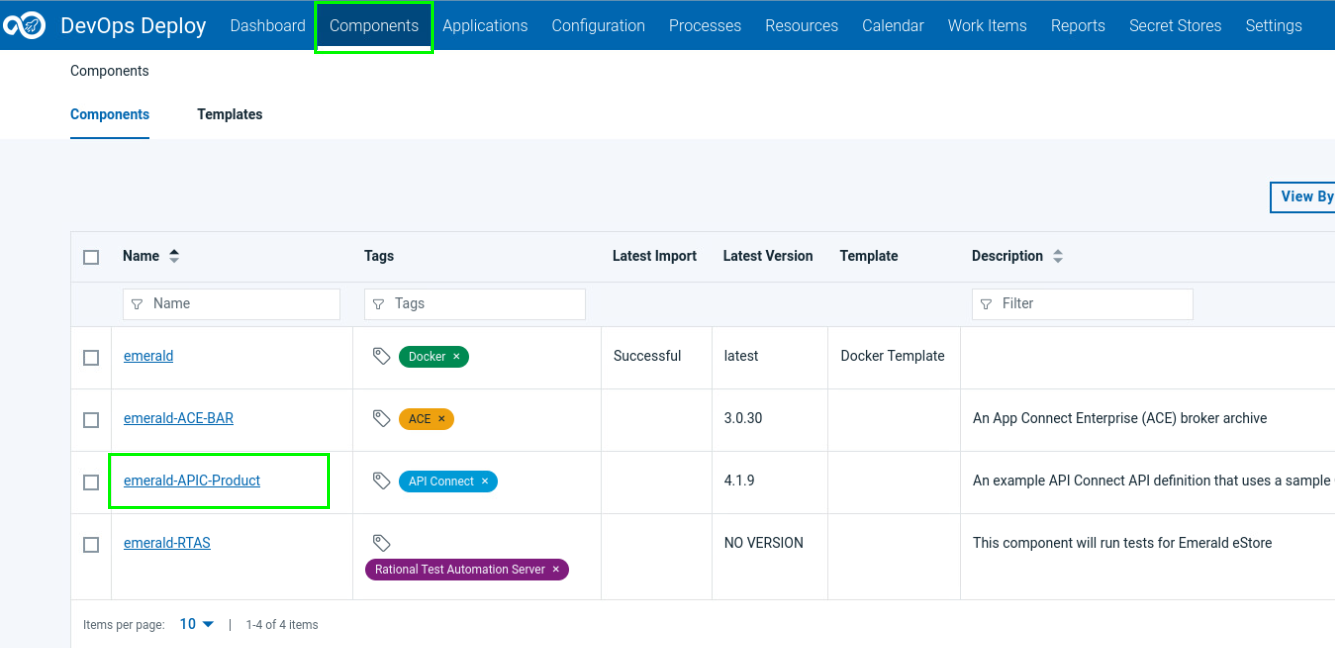 DevOps Deploy Dashboard Components Applications Configuration Processes Resources Calendar Work Items Reports Secret Stores Settings
Components
Components Templates
View By
Name Tags Latest Import Latest Version Template Description
Name Tags Filter
emerald Docker × Successful latest Docker Template
emerald-ACE-BAR ACE × 3.0.30 An App Connect Enterprise (ACE) broker archive
emerald-APIC-Product API Connect × 4.1.9 An example API Connect API definition that uses a sample
emerald-RTAS NO VERSION This component will run tests for Emerald eStore
Rational Test Automation Server ×
Items per page: 10 | 1-4 of 4 items